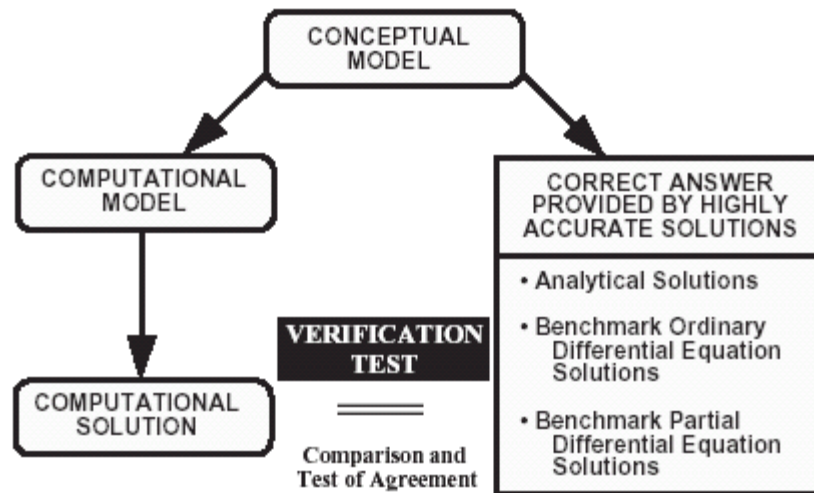 CONCEPTUAL
MODEL
COMPUTATIONAL
MODEL
COMPUTATIONAL
SOLUTION
VERIFICATION
TEST
Comparison and
Test of Agreement
CORRECT ANSWER
PROVIDED BY HIGHLY
ACCURATE SOLUTIONS
• Analytical Solutions
• Benchmark Ordinary
Differential Equation
Solutions
• Benchmark Partial
Differential Equation
Solutions